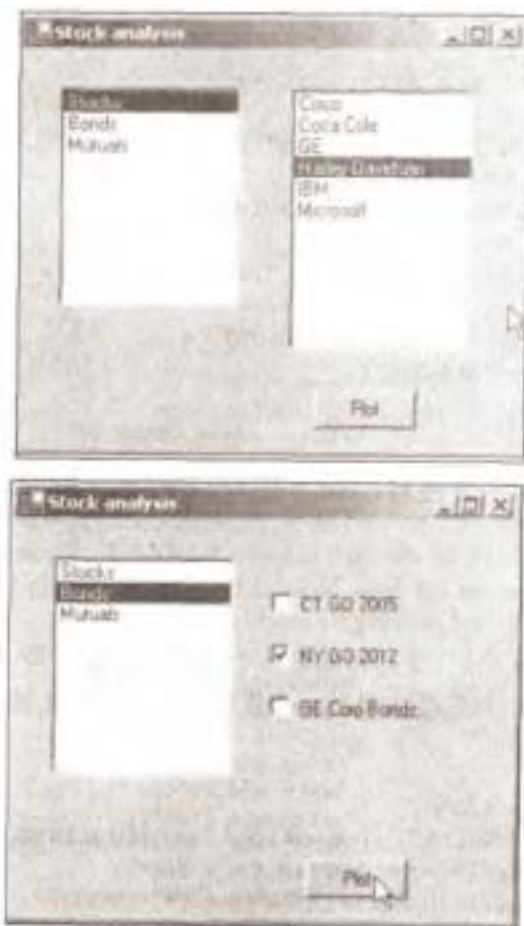 Stock analysis
Stocks
Bonds
Mutuals
Cisco
Coca Cola
GE
Harley Davidson
IBM
Microsoft
Plot
Stock analysis
Stocks
Bonds
Mutuals
CT GO 2005
NY GO 2012
GE Corp Bonds
Plot